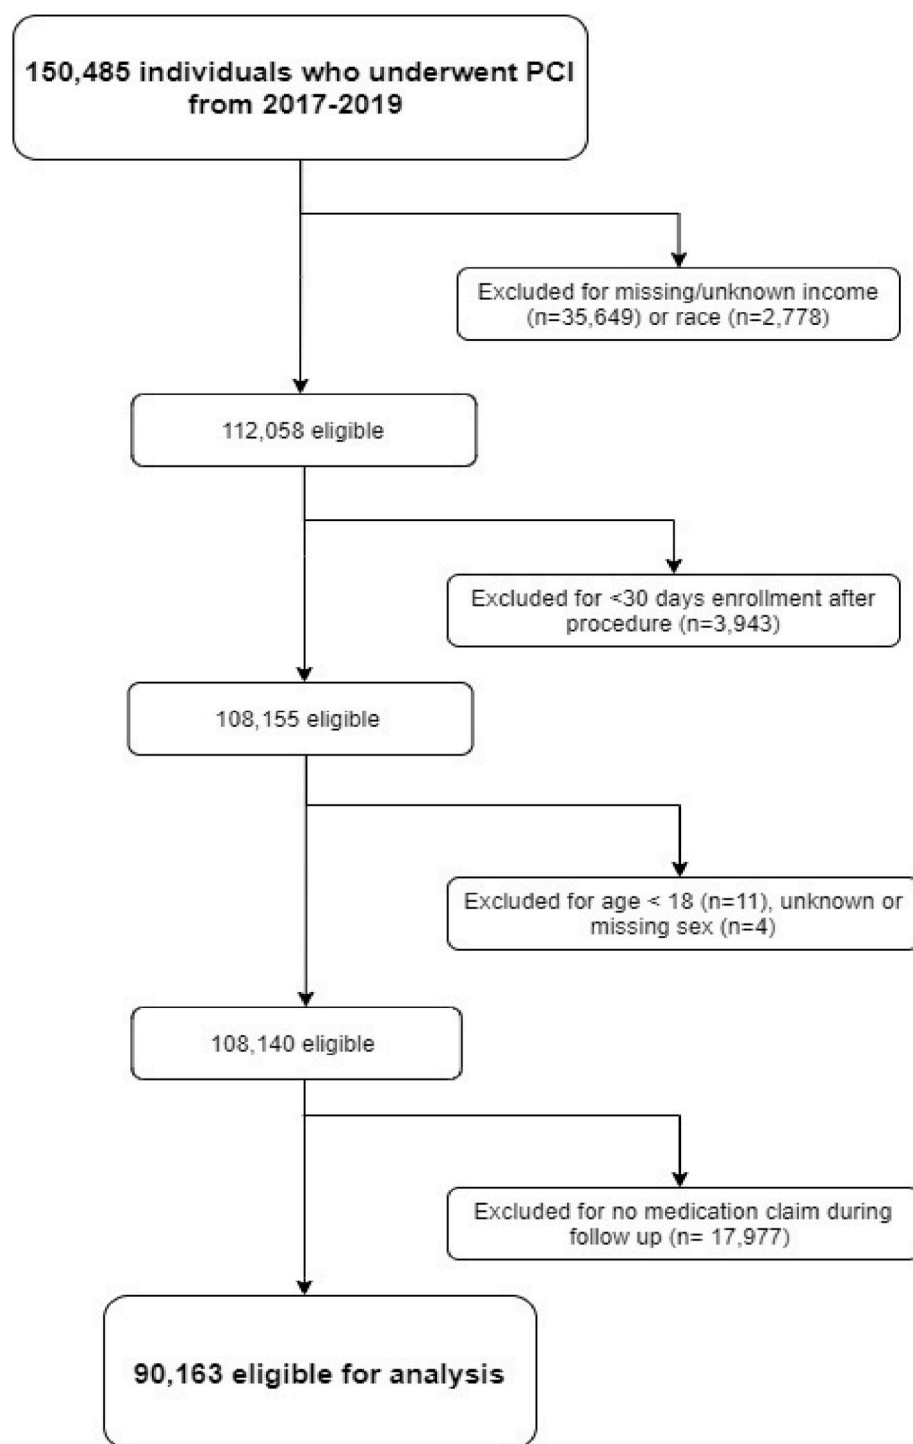 150,485 individuals who underwent PCI
from 2017-2019
Excluded for missing/unknown income
(n=35,649) or race (n=2,778)
112,058 eligible
Excluded for <30 days enrollment after
procedure (n=3,943)
108,155 eligible
Excluded for age < 18 (n=11), unknown or
missing sex (n=4)
108,140 eligible
Excluded for no medication claim during
follow up (n= 17,977)
90,163 eligible for analysis